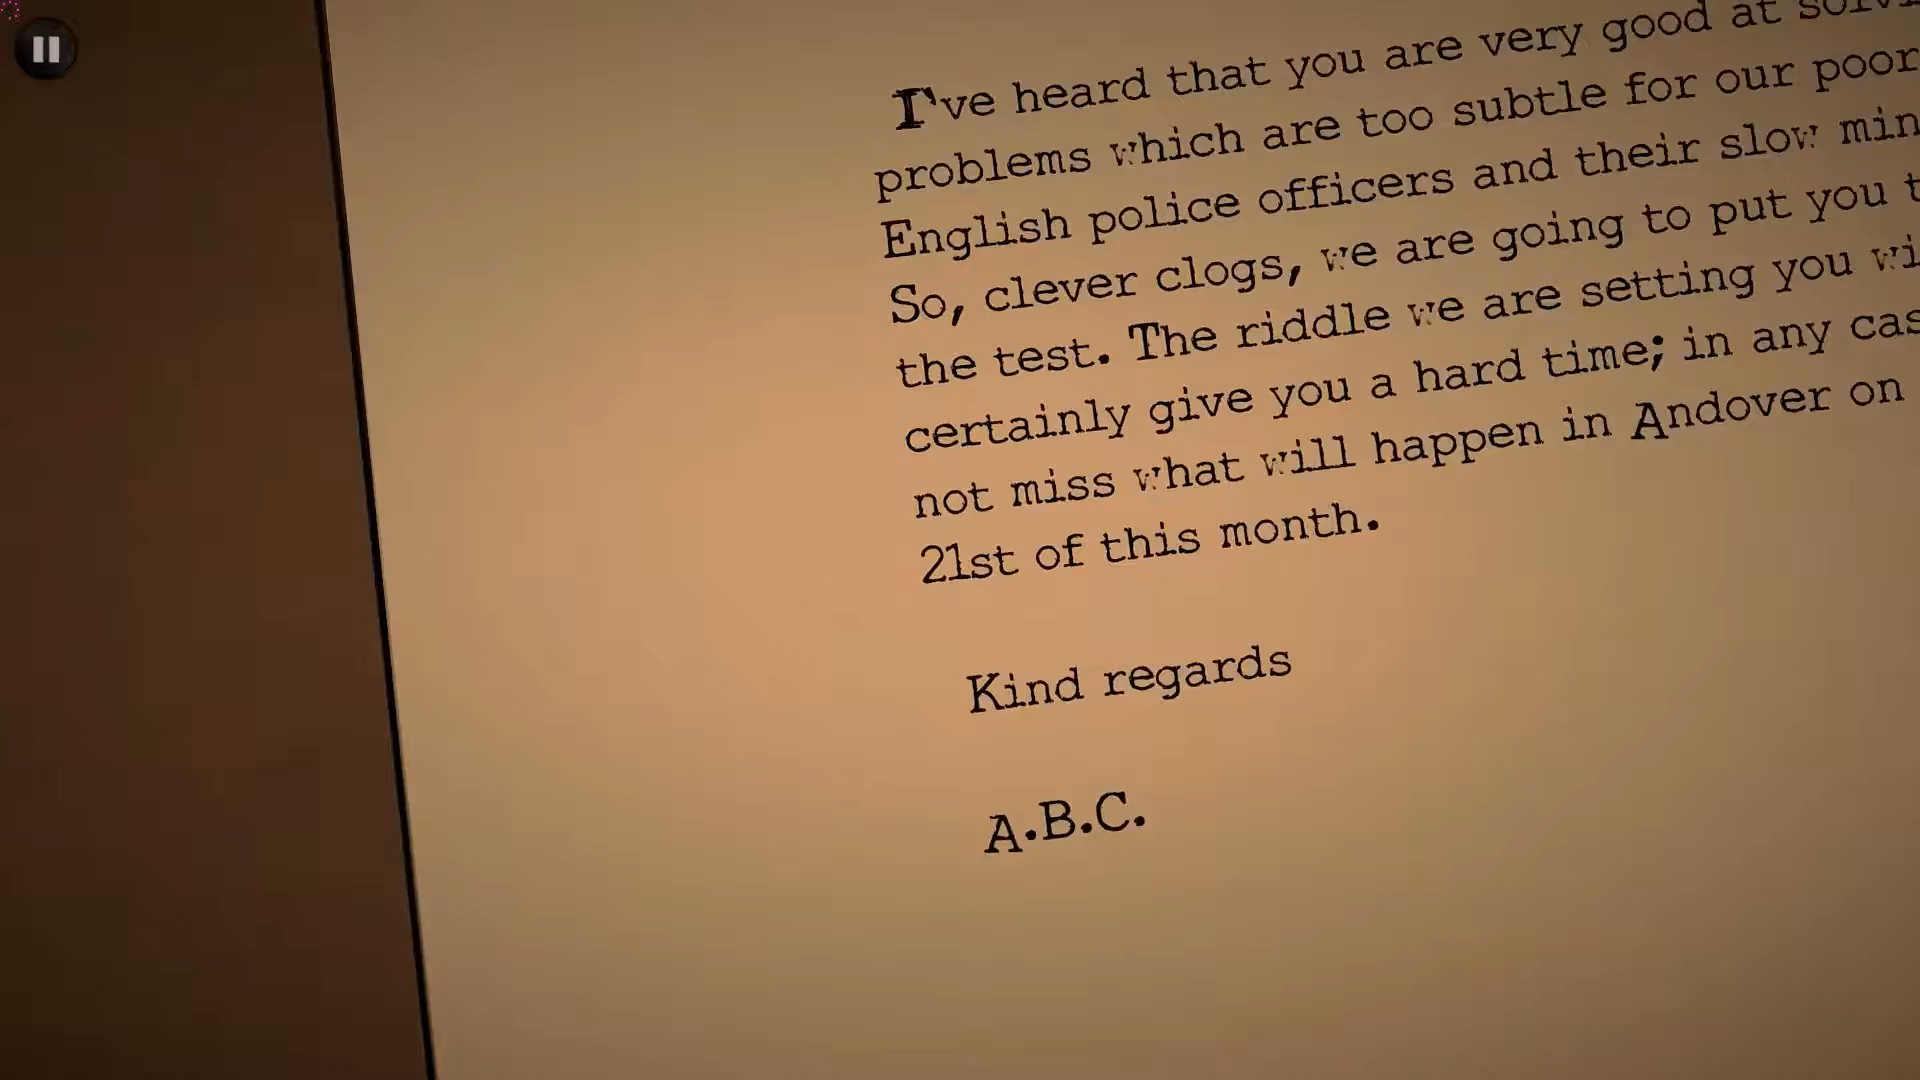 I've heard that you are very good at
problems which are too subtle for our poor
English police officers and their slow
So, clever clogs, we are going to put you
the test. The riddle we are setting you
certainly give you a hard time; in any
not miss what will happen in Andover on
21st of this month.
Kind regards
A.B.C.